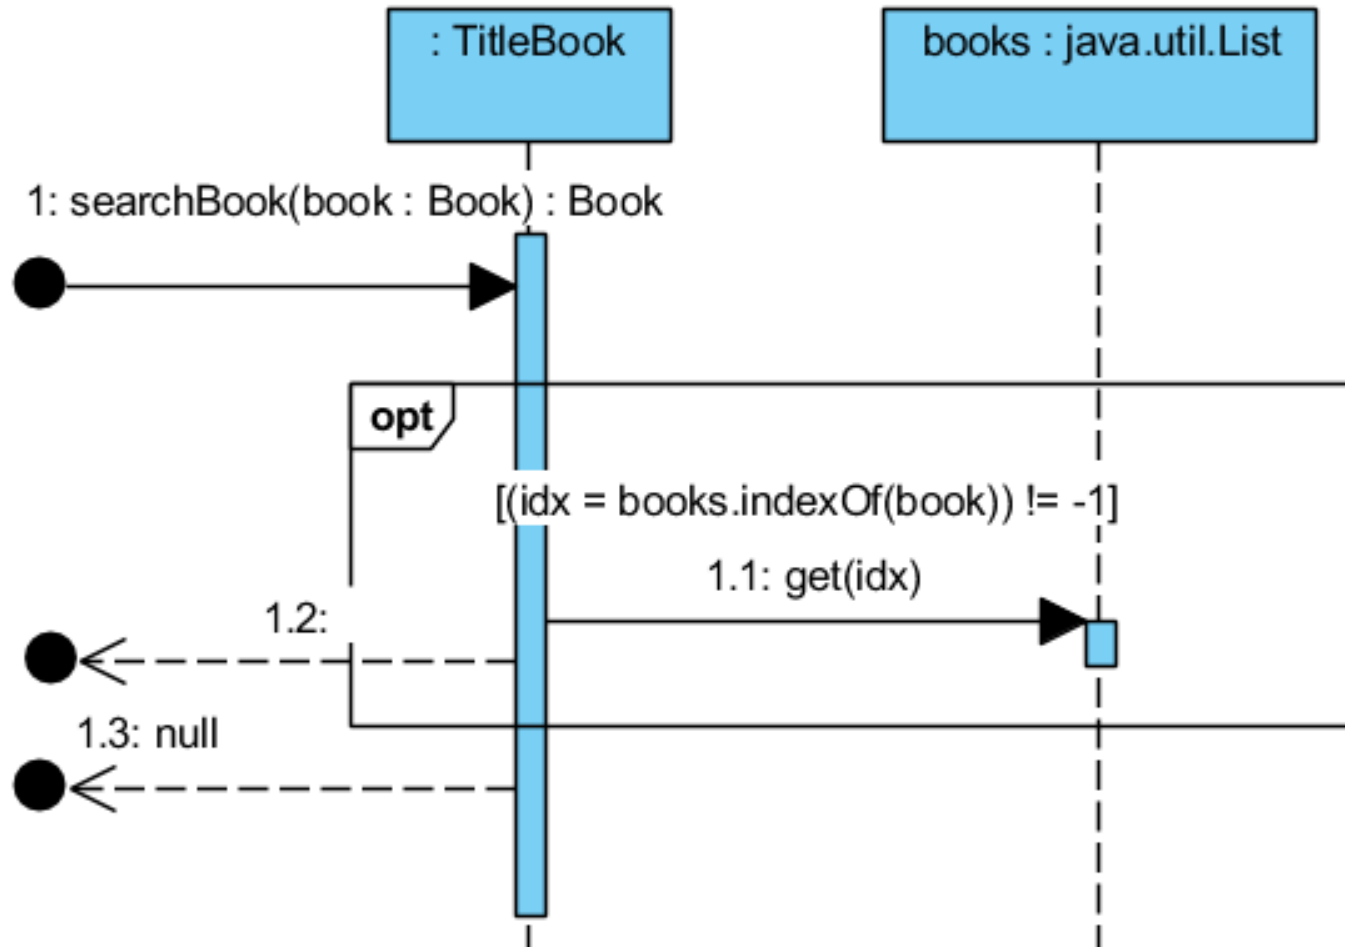 : TitleBook
books : java.util.List
1: searchBook(book : Book) : Book
opt
[(idx = books.indexOf(book)) != -1]
1.1: get(idx)
1.2:
1.3: null